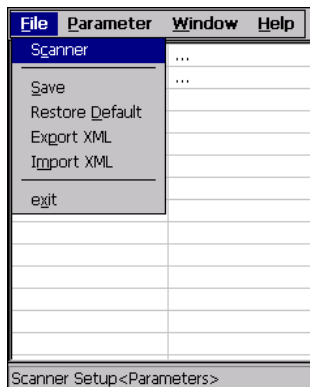 File Parameter Window Help
Scanner
...
...
Save
Restore Default
Export XML
Import XML
exit
Scanner Setup<Parameters>